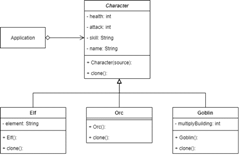 Character
- health: int
- attack: int
- skill: String
- name: String
+ Character(source)
+ clone()
Application
Elf
- element: String
+ Elf()
+ clone()
Orc
+ Orc()
+ clone()
Goblin
- multiplyBuilding: int
+ Goblin()
+ clone()